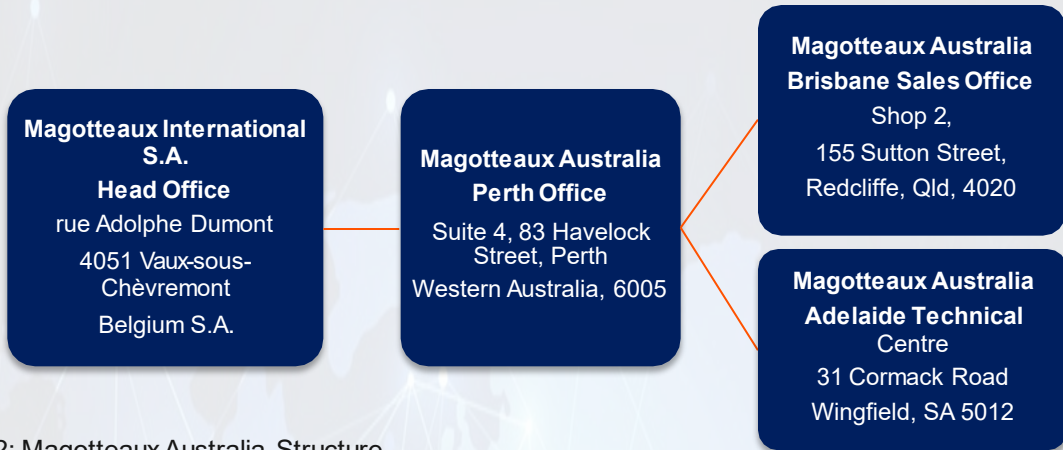 Magotteaux International
S.A.
Head Office
rue Adolphe Dumont
4051 Vaux-sous-
Chèvremont
Belgium S.A.
Magotteaux Australia
Perth Office
Suite 4, 83 Havelock
Street, Perth
Western Australia, 6005
Magotteaux Australia
Brisbane Sales Office
Shop 2,
155 Sutton Street,
Redcliffe, Qld, 4020
Magotteaux Australia
Adelaide Technical
Centre
31 Cormack Road
Wingfield, SA 5012
2: Magotteaux Australia Structure